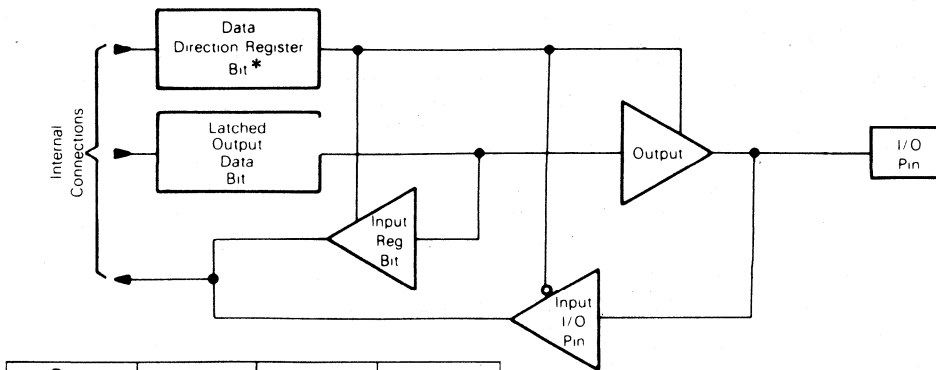 Data
Direction Register
Bit*
Internal
Connections
Latched
Output
Data
Bit
Output
I/O
Pin
Input
Reg
Bit
Input
I/O
Pin